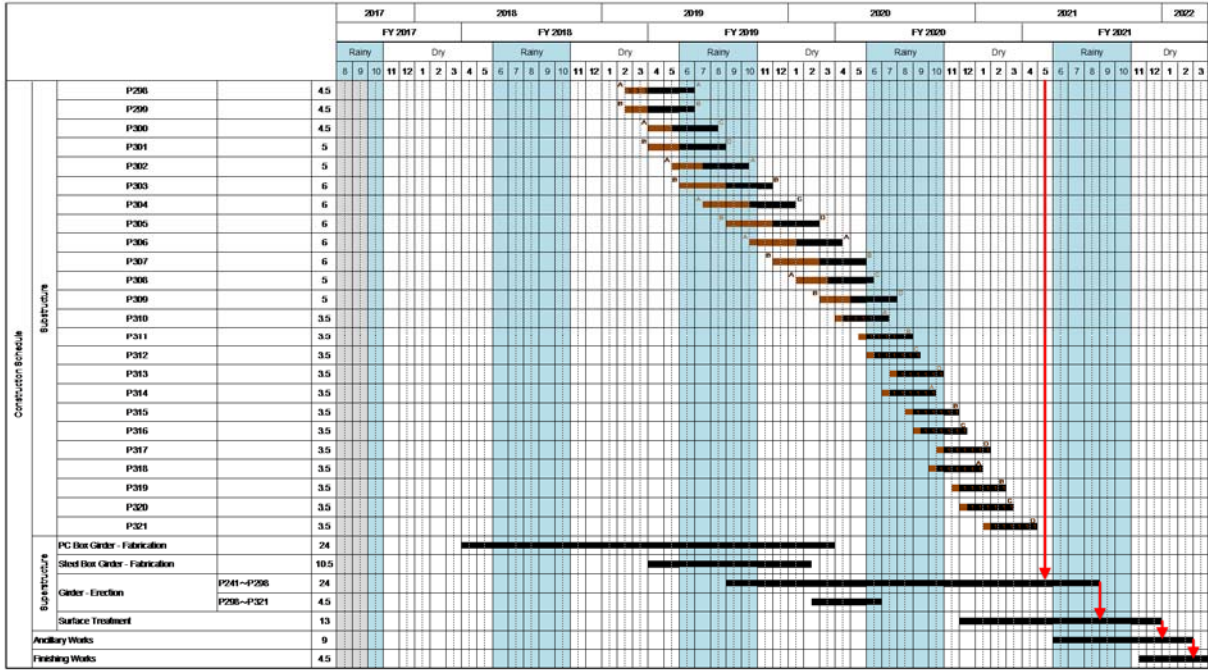 2017 2018 2019 2020 2021 2022
FY 2017 FY 2018 FY 2019 FY 2020 FY 2021
Rainy Dry Rainy Dry Rainy Dry Rainy Dry Rainy Dry
8 9 10 11 12 1 2 3 4 5 6 7 8 9 10 11 12 1 2 3 4 5 6 7 8 9 10 11 12 1 2 3 4 5 6 7 8 9 10 11 12 1 2 3 4 5 6 7 8 9 10 11 12 1 2 3
Construction Schedule
Substructure
P298 4.5 A
P299 4.5 B
P300 4.5 A
P301 5 B
P302 5 A
P303 6 B B
P304 6 A C
P305 6 B D
P306 6 A A
P307 6 B
P308 5 A
P309 5 B
P310 3.5
P311 3.5
P312 3.5
P313 3.5
P314 3.5
P315 3.5 B
P316 3.5 C
P317 3.5 D
P318 3.5 A
P319 3.5 B
P320 3.5 C
P321 3.5 D
Superstructure
PC Box Girder - Fabrication 24
Steel Box Girder - Fabrication 10.5
Girder - Erection
P241~P298 24
P298~P321 4.5
Surface Treatment 13
Ancillary Works 9
Finishing Works 4.5